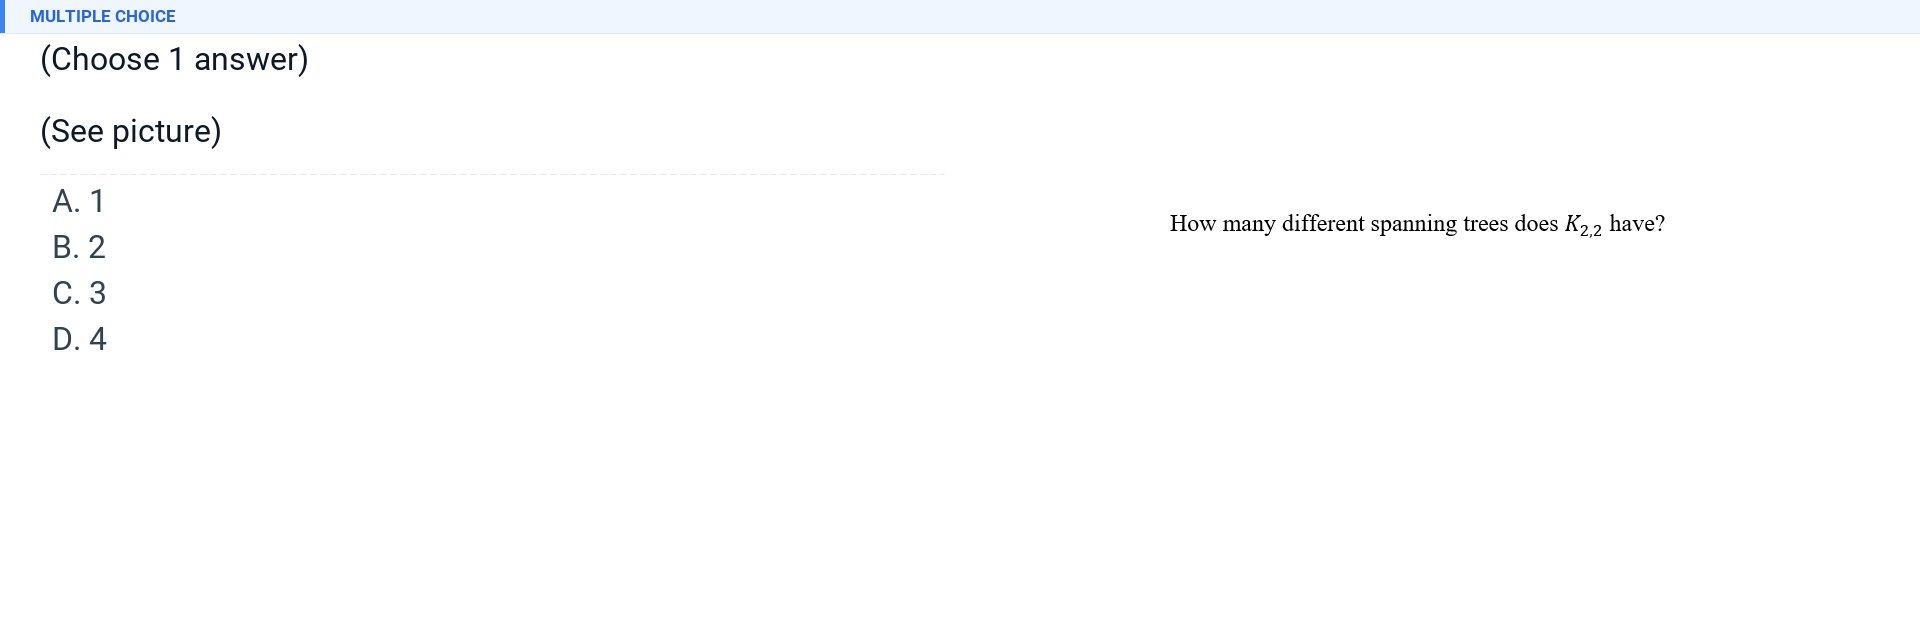 MULTIPLE CHOICE
(Choose 1 answer)
(See picture)
A. 1
B. 2
C. 3
D. 4
How many different spanning trees does K₂,₂ have?